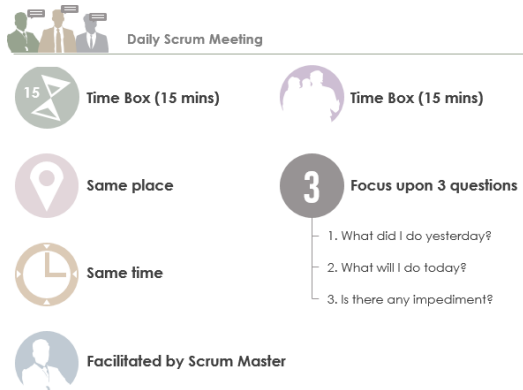 Daily Scrum Meeting
15
Time Box (15 mins)
Time Box (15 mins)
Same place
3
Focus upon 3 questions
1. What did I do yesterday?
2. What will I do today?
3. Is there any impediment?
Same time
Facilitated by Scrum Master